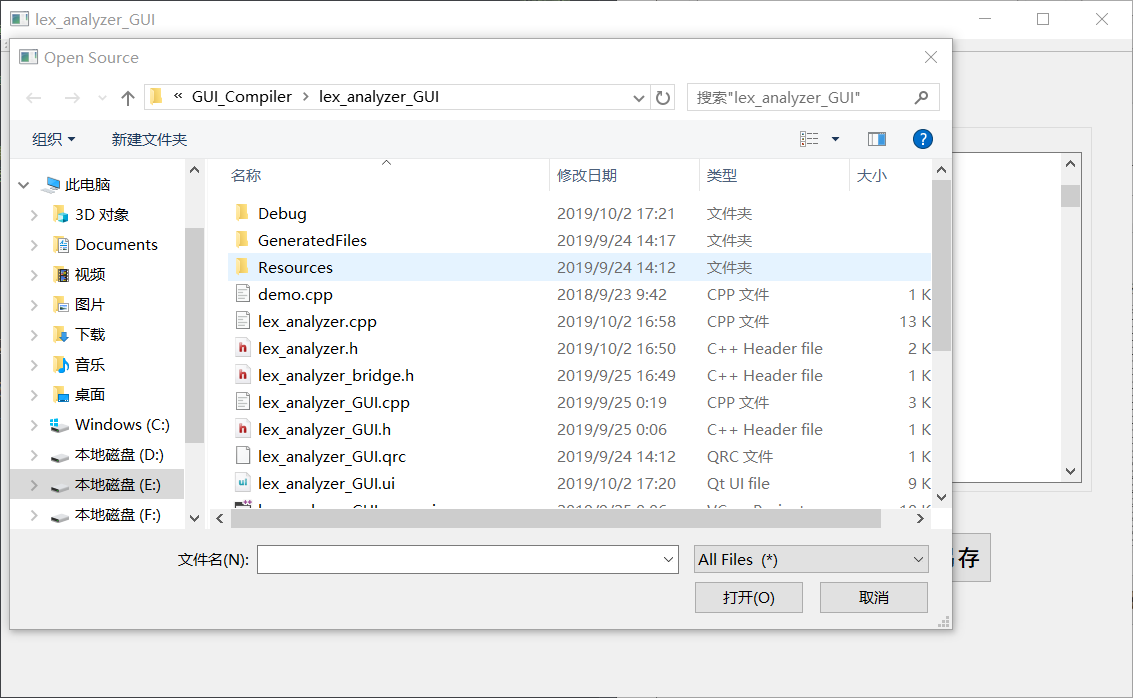 lex_analyzer_GUI
Open Source
« GUI_Compiler › lex_analyzer_GUI
搜索"lex_analyzer_GUI"
组织 新建文件夹
此电脑
3D 对象
Documents
视频
图片
下载
音乐
桌面
Windows (C:)
本地磁盘 (D:)
本地磁盘 (E:)
本地磁盘 (F:)
名称 修改日期 类型 大小
Debug 2019/10/2 17:21 文件夹
GeneratedFiles 2019/9/24 14:17 文件夹
Resources 2019/9/24 14:12 文件夹
demo.cpp 2018/9/23 9:42 CPP 文件 1 K
lex_analyzer.cpp 2019/10/2 16:58 CPP 文件 13 K
lex_analyzer.h 2019/10/2 16:50 C++ Header file 2 K
lex_analyzer_bridge.h 2019/9/25 16:49 C++ Header file 1 K
lex_analyzer_GUI.cpp 2019/9/25 0:19 CPP 文件 3 K
lex_analyzer_GUI.h 2019/9/25 0:06 C++ Header file 1 K
lex_analyzer_GUI.qrc 2019/9/24 14:12 QRC 文件 1 K
lex_analyzer_GUI.ui 2019/10/2 17:20 Qt UI file 9 K
文件名(N):
All Files (*)
打开(O) 取消
存